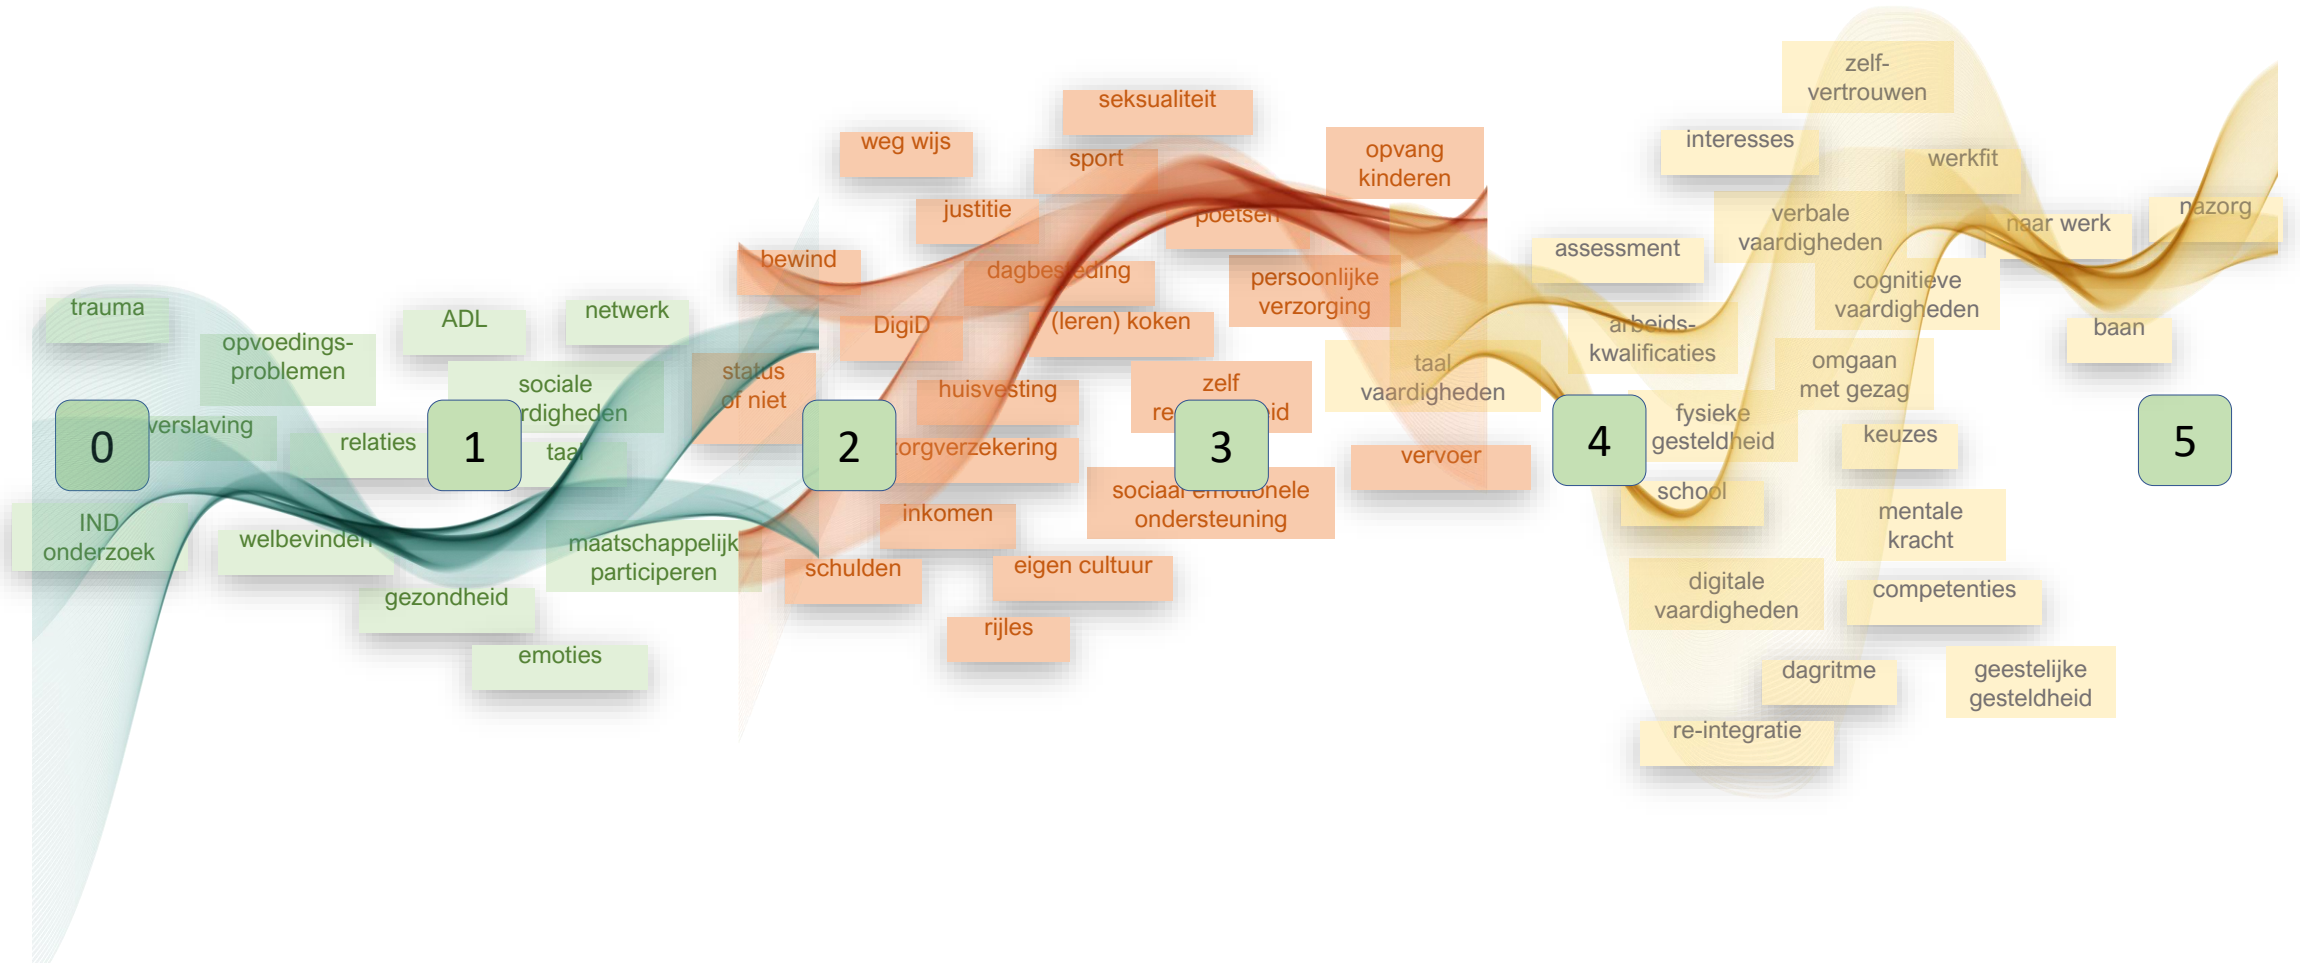 trauma
opvoedings-
problemen
verslaving
ADL
netwerk
sociale
rdigheden
relaties
taal
0
1
IND
onderzoek
welbevinden
maatschappelijk
participeren
gezondheid
emoties
seksualiteit
weg wijs
sport
opvang
kinderen
justitie
poetsen
bewind
dagbesteding
persoonlijke
verzorging
DigiD
(leren) koken
status
of niet
huisvesting
zelf
re
id
2
3
zorgverzekering
vervoer
sociaal emotionele
ondersteuning
inkomen
schulden
eigen cultuur
rijles
zelf-
vertrouwen
interesses
werkfit
verbale
vaardigheden
naar werk
nazorg
assessment
cognitieve
vaardigheden
arbeids-
kwalificaties
baan
taal
vaardigheden
omgaan
met gezag
fysieke
gesteldheid
keuzes
4
5
school
mentale
kracht
digitale
vaardigheden
competenties
dagritme
geestelijke
gesteldheid
re-integratie